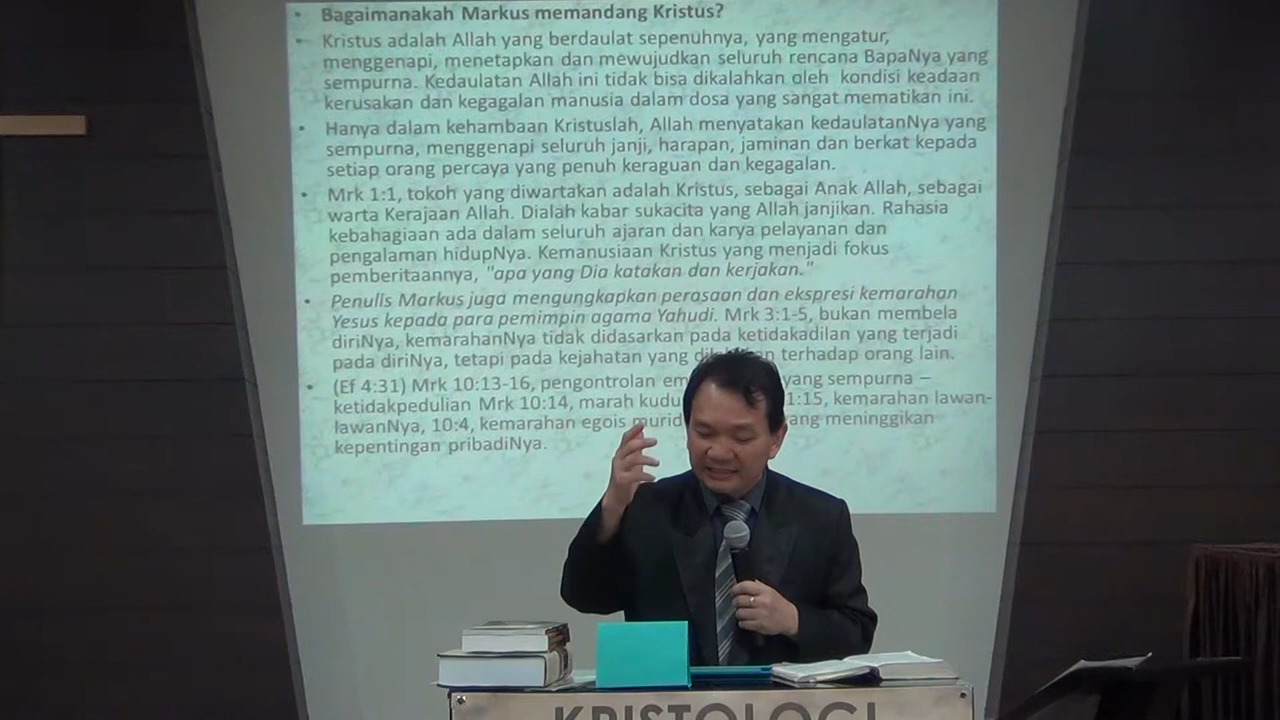 • Bagaimanakah Markus memandang Kristus?
• Kristus adalah Allah yang berdaulat sepenuhnya, yang mengatur,
menggenapi, menetapkan dan mewujudkan seluruh rencana BapaNya yang
sempurna. Kedaulatan Allah ini tidak bisa dikalahkan oleh kondisi keadaan
kerusakan dan kegagalan manusia dalam dosa yang sangat mematikan ini.
• Hanya dalam kehambaan Kristuslah, Allah menyatakan kedaulatanNya yang
sempurna, menggenapi seluruh janji, harapan, jaminan dan berkat kepada
setiap orang percaya yang penuh keraguan dan kegagalan.
• Mrk 1:1, tokoh yang diwartakan adalah Kristus, sebagai Anak Allah, sebagai
warta Kerajaan Allah. Dialah kabar sukacita yang Allah janjikan. Rahasia
kebahagiaan ada dalam seluruh ajaran dan karya pelayanan dan
pengalaman hidupNya. Kemanusiaan Kristus yang menjadi fokus
pemberitaannya, "apa yang Dia katakan dan kerjakan."
• Penulis Markus juga mengungkapkan perasaan dan ekspresi kemarahan
Yesus kepada para pemimpin agama Yahudi. Mrk 3:1-5, bukan membela
diriNya, kemarahanNya tidak didasarkan pada ketidakadilan yang terjadi
pada diriNya, tetapi pada kejahatan yang terhadap orang lain.
• (Ef 4:31) Mrk 10:13-16, pengontrolan yang sempurna –
ketidakpedulian Mrk 10:14, marah 1:15, kemarahan lawan-
lawanNya, 10:4, kemarahan egois yang meninggikan
kepentingan pribadiNya.
KRISTOLOGI